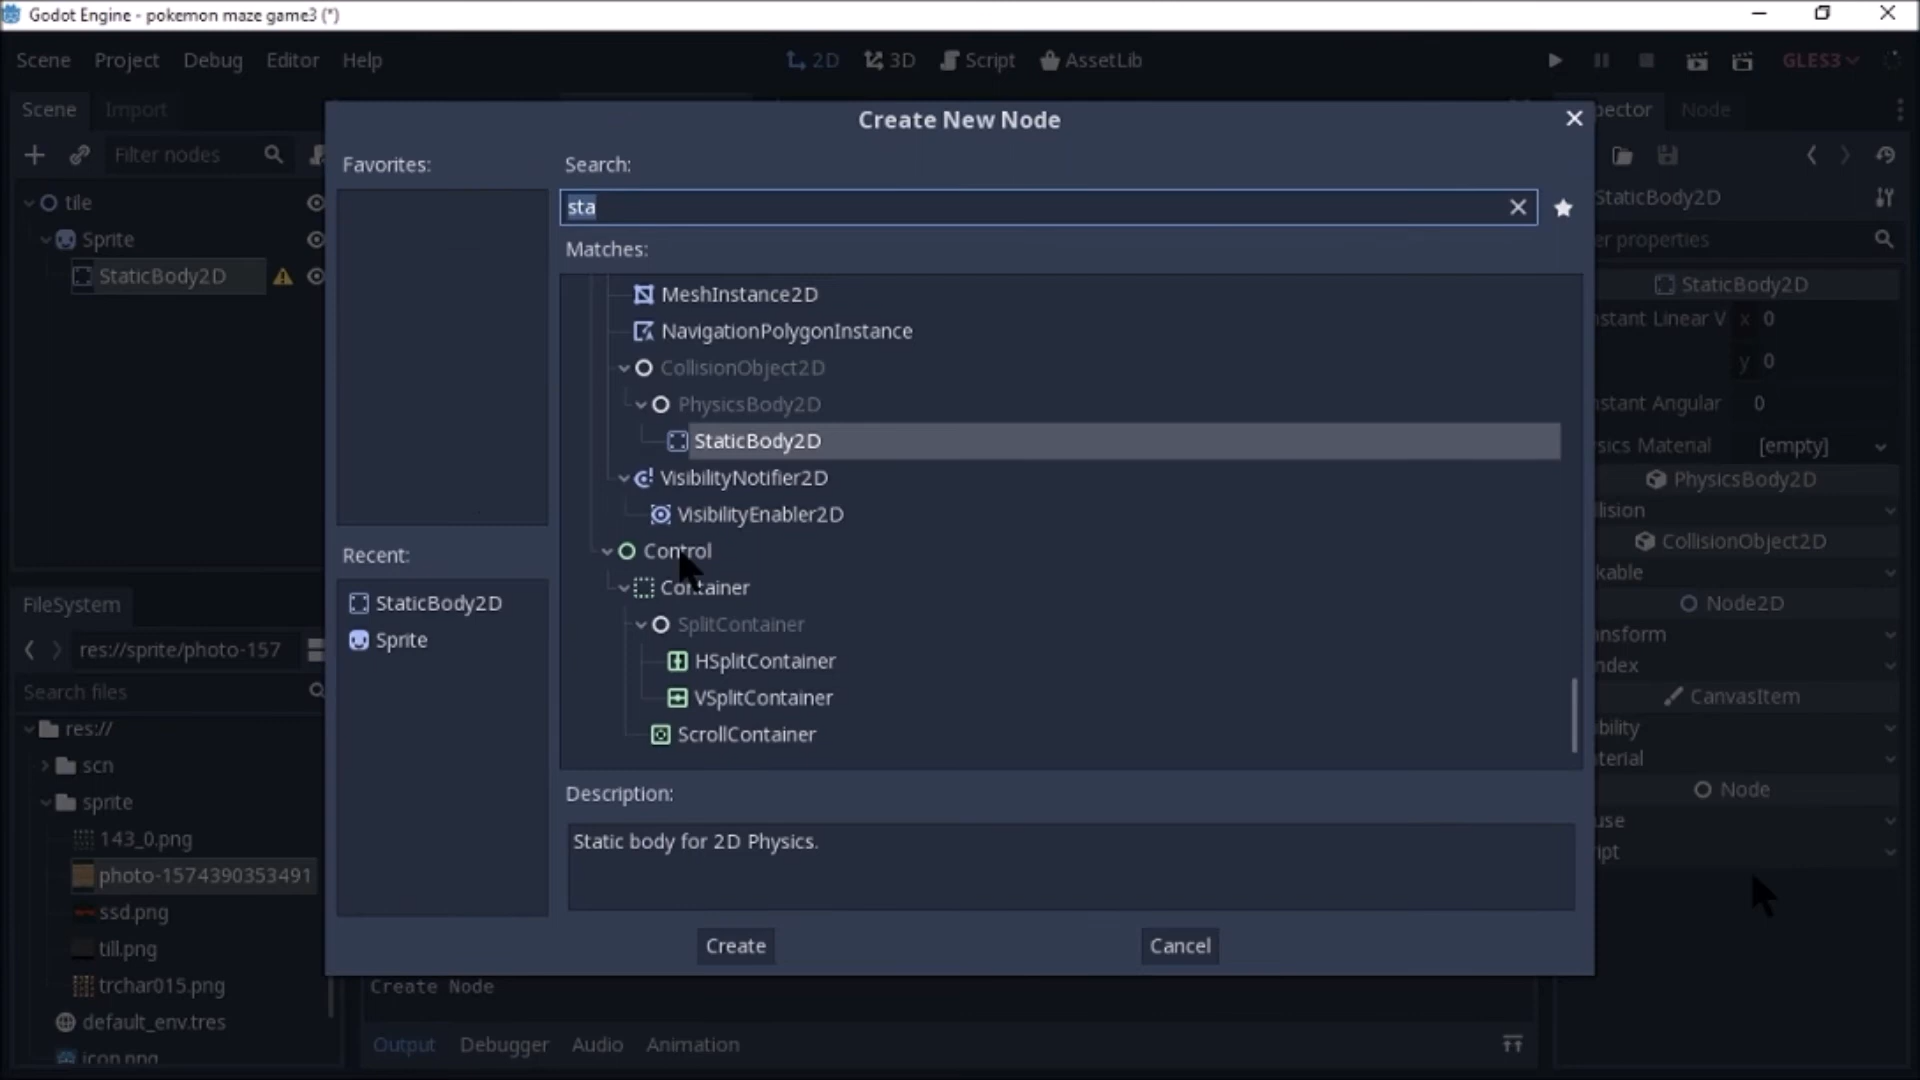 Godot Engine - pokemon maze game3 (*)
Scene Project Debug Editor Help 2D 3D Script AssetLib GLES3
Scene Import
Filter nodes
tile
Sprite
StaticBody2D
FileSystem
res://sprite/photo-157
Search files
res://
scn
sprite
143_0.png
photo-1574390353491
ssd.png
till.png
trchar015.png
default_env.tres
icon.png
Create New Node
Favorites:
Recent:
StaticBody2D
Sprite
Search:
sta
Matches:
MeshInstance2D
NavigationPolygonInstance
CollisionObject2D
PhysicsBody2D
StaticBody2D
VisibilityNotifier2D
VisibilityEnabler2D
Control
Container
SplitContainer
HSplitContainer
VSplitContainer
ScrollContainer
Description:
Static body for 2D Physics.
Create Cancel
Create Node
Output Debugger Audio Animation
pector Node
StaticBody2D
er properties
StaticBody2D
nstant Linear V x 0
y 0
nstant Angular 0
sics Material [empty]
PhysicsBody2D
llision
CollisionObject2D
kable
Node2D
ansform
ndex
CanvasItem
bility
terial
Node
use
ipt